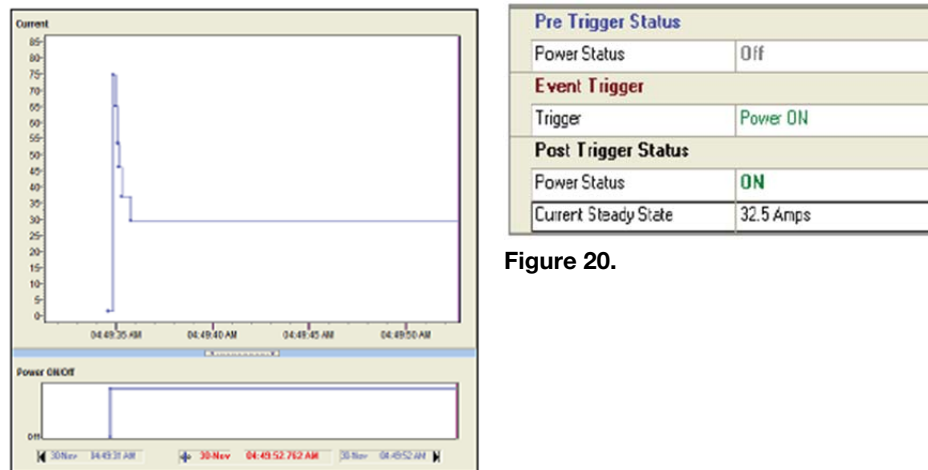 Current
85
80
75
70
65
60
55
50
45
40
35
30
25
20
15
10
5
0
04:49:35 AM 04:49:40 AM 04:49:45 AM 04:49:50 AM
Power ON/Off
Off
30-Nov 04:49:31 AM 30-Nov 04:49:52.762 AM 30-Nov 04:49:52 AM
Pre Trigger Status
Power Status Off
Event Trigger
Trigger Power ON
Post Trigger Status
Power Status ON
Current Steady State 32.5 Amps
Figure 20.